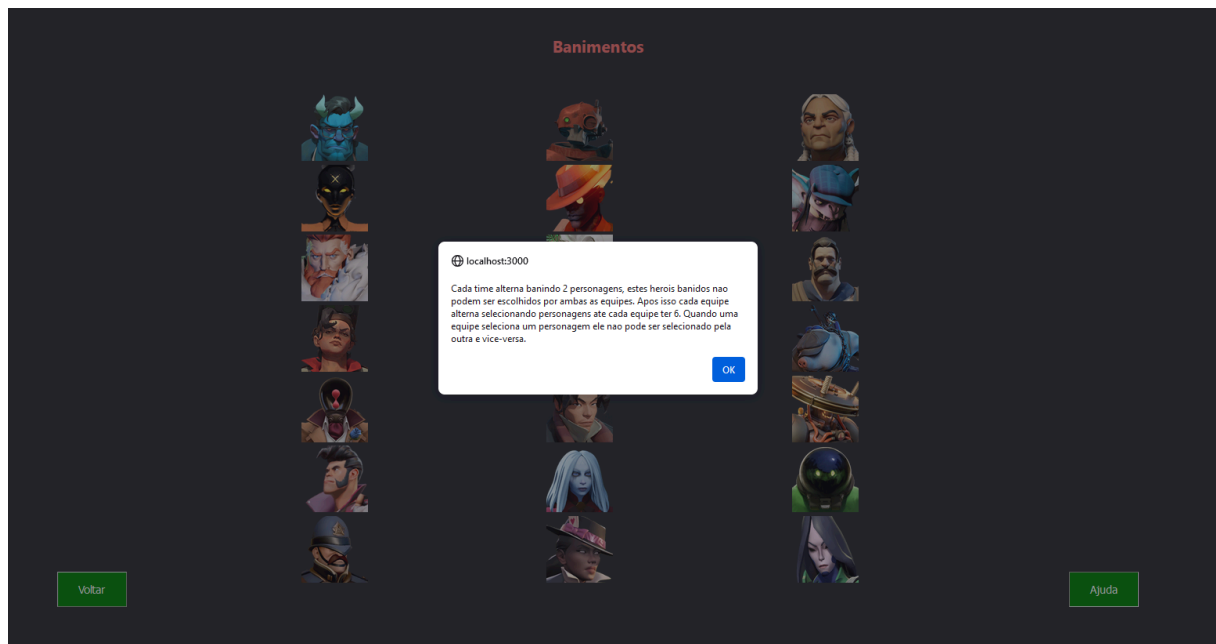 Banimentos
localhost:3000
Cada time alterna banindo 2 personagens, estes herois banidos nao
podem ser escolhidos por ambas as equipes. Apos isso cada equipe
alterna selecionando personagens ate cada equipe ter 6. Quando uma
equipe seleciona um personagem ele nao pode ser selecionado pela
outra e vice-versa.
OK
Voltar
Ajuda